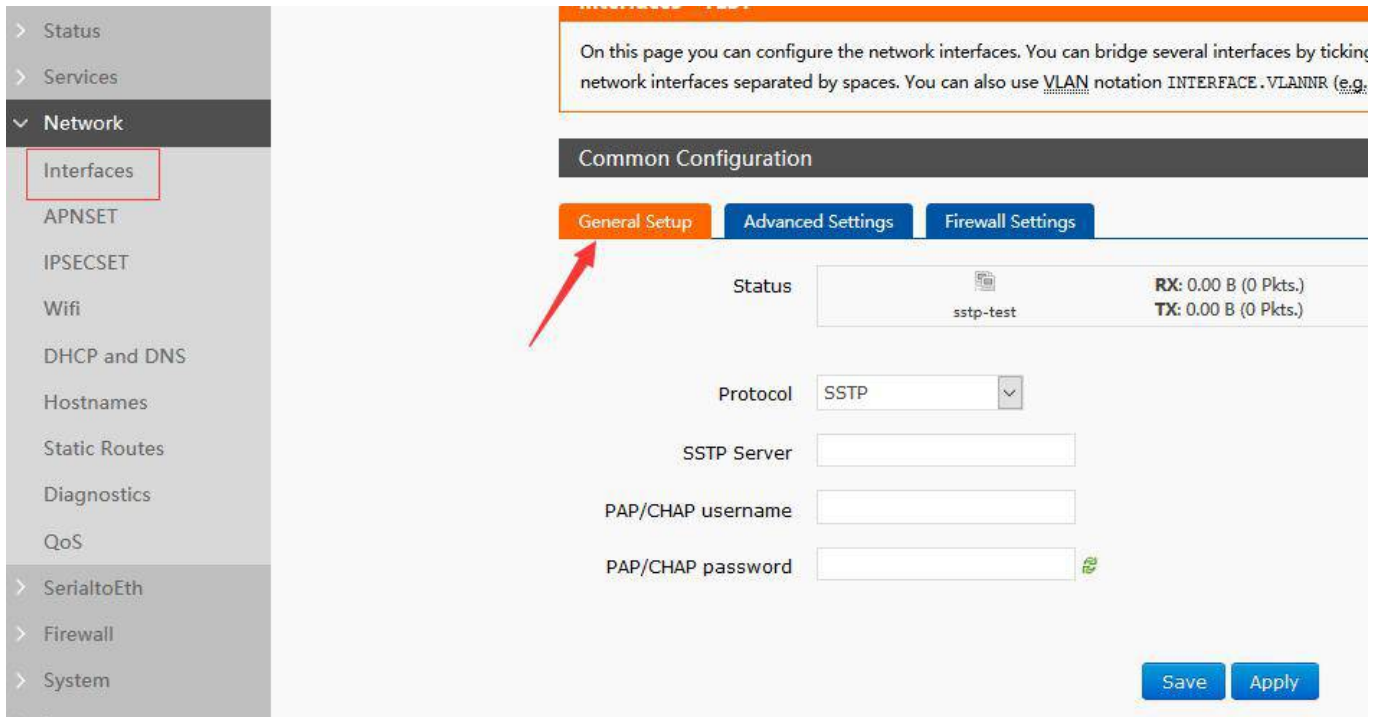 Status
Services
Network
Interfaces
APNSET
IPSECSET
Wifi
DHCP and DNS
Hostnames
Static Routes
Diagnostics
QoS
SerialtoEth
Firewall
System
Interfaces - TEST
On this page you can configure the network interfaces. You can bridge several interfaces by ticking
network interfaces separated by spaces. You can also use VLAN notation INTERFACE.VLANNR (e.g.
Common Configuration
General Setup Advanced Settings Firewall Settings
Status
sstp-test
RX: 0.00 B (0 Pkts.)
TX: 0.00 B (0 Pkts.)
Protocol SSTP
SSTP Server
PAP/CHAP username
PAP/CHAP password
Save Apply